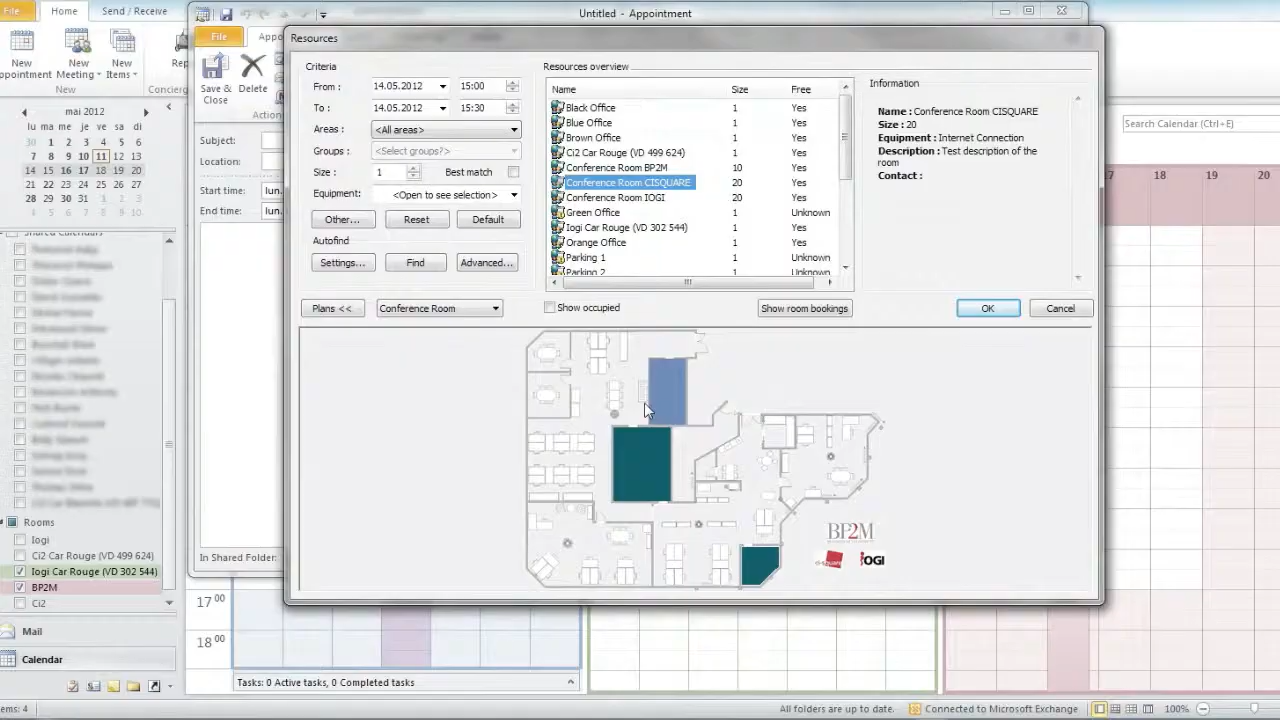 File
Home
Send / Receive
New
Appointment
New
Meeting
New
Items
New
mai 2012
lu ma me je ve sa di
30 1 2 3 4 5 6
7 8 9 10 11 12 13
14 15 16 17 18 19 20
21 22 23 24 25 26 27
28 29 30 31 1 2 3
4 5 6 7 8 9 10
Shared Calendars
Rooms
Iogi
Ci2 Car Rouge (VD 499 624)
Iogi Car Rouge (VD 302 544)
BP2M
Ci2
Mail
Calendar
Untitled - Appointment
File
Appo
Save &
Close
Delete
Action
Subject:
Location:
Start time: lun.
End time: lun.
In Shared Folder:
Resources
Criteria
From : 14.05.2012 15:00
To : 14.05.2012 15:30
Areas : <All areas>
Groups : <Select groups?>
Size : 1 Best match
Equipment: <Open to see selection>
Other... Reset Default
Autofind
Settings... Find Advanced...
Plans << Conference Room
Resources overview
Name Size Free
Black Office 1 Yes
Blue Office 1 Yes
Brown Office 1 Yes
Ci2 Car Rouge (VD 499 624) 1 Yes
Conference Room BP2M 10 Yes
Conference Room CISQUARE 20 Yes
Conference Room IOGI 20 Yes
Green Office 1 Unknown
Iogi Car Rouge (VD 302 544) 1 Yes
Orange Office 1 Yes
Parking 1 1 Unknown
Parking 2 1 Unknown
Show occupied
Show room bookings
Information
Name : Conference Room CISQUARE
Size : 20
Equipment : Internet Connection
Description : Test description of the
room
Contact :
OK Cancel
BP2M
iOGI
Search Calendar (Ctrl+E)
17 18 19 20
17 00
18 00
Tasks: 0 Active tasks, 0 Completed tasks
ems: 4
All folders are up to date.
Connected to Microsoft Exchange
100%